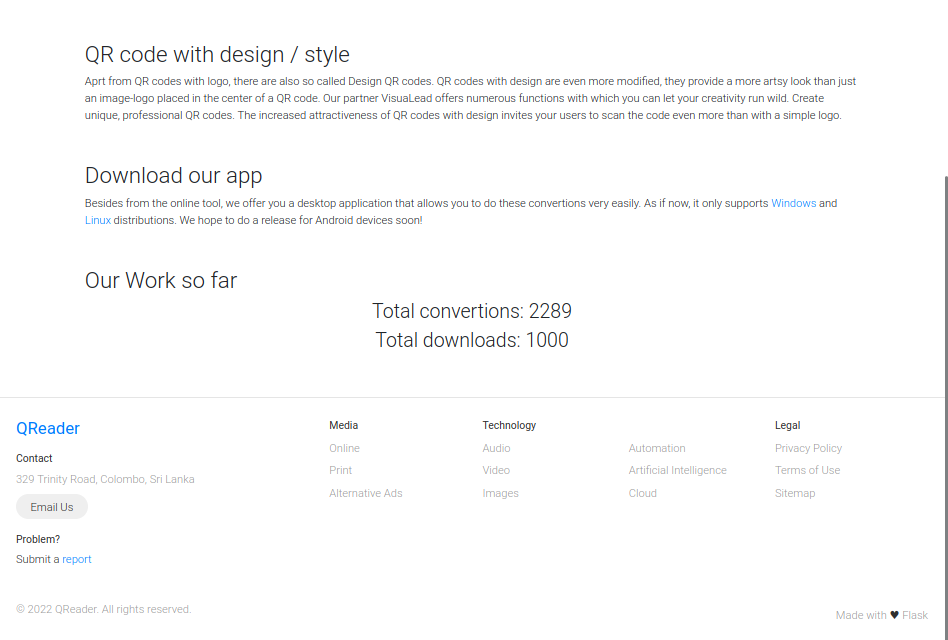 QR code with design / style
Aprt from QR codes with logo, there are also so called Design QR codes. QR codes with design are even more modified, they provide a more artsy look than just
an image-logo placed in the center of a QR code. Our partner VisuaLead offers numerous functions with which you can let your creativity run wild. Create
unique, professional QR codes. The increased attractiveness of QR codes with design invites your users to scan the code even more than with a simple logo.
Download our app
Besides from the online tool, we offer you a desktop application that allows you to do these convertions very easily. As if now, it only supports Windows and
Linux distributions. We hope to do a release for Android devices soon!
Our Work so far
Total convertions: 2289
Total downloads: 1000
QReader
Contact
329 Trinity Road, Colombo, Sri Lanka
Email Us
Problem?
Submit a report
Media
Online
Print
Alternative Ads
Technology
Audio
Video
Images
Automation
Artificial Intelligence
Cloud
Legal
Privacy Policy
Terms of Use
Sitemap
© 2022 QReader. All rights reserved.
Made with ♥ Flask